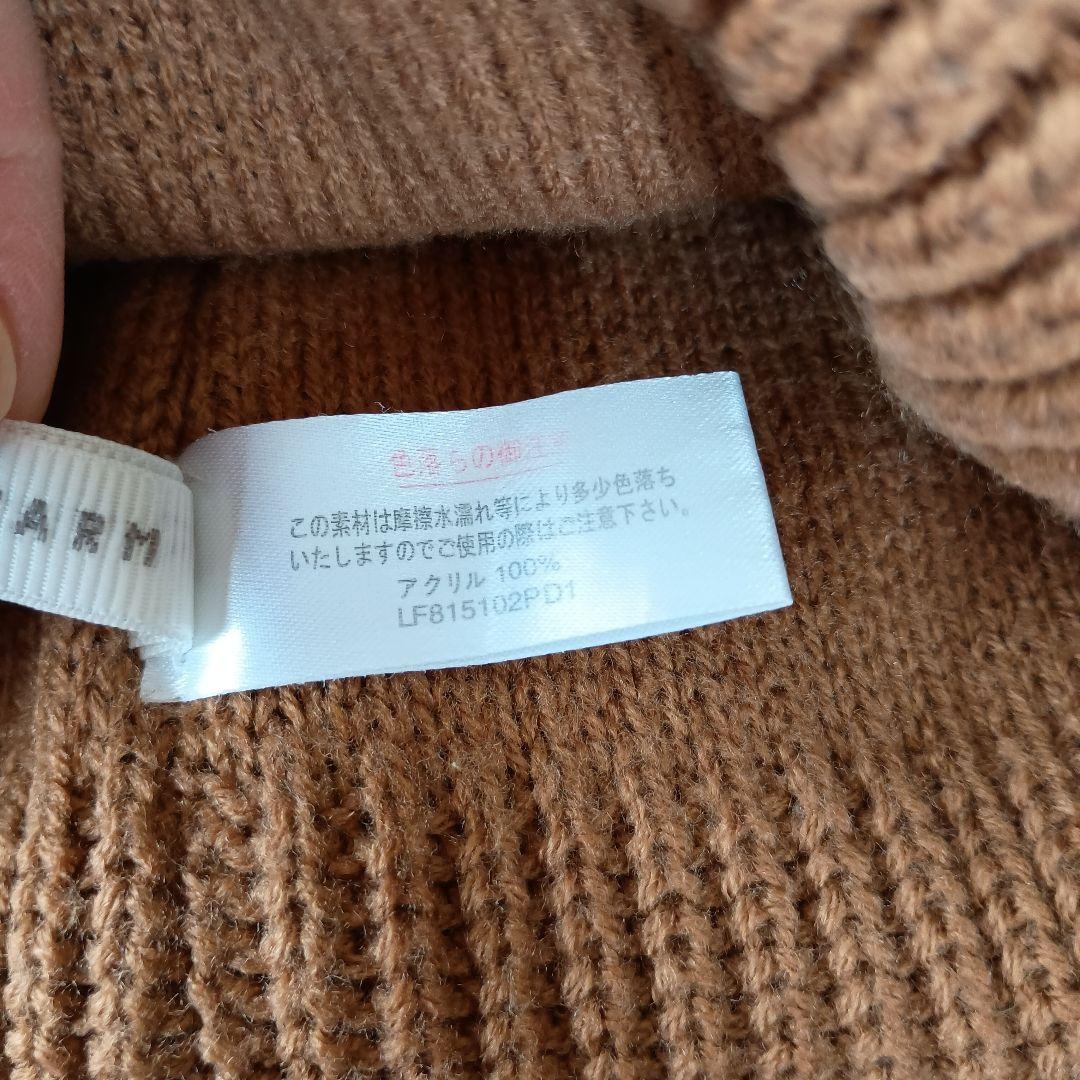 ARM
色落ちの御注意
この素材は摩擦水濡れ等により多少色落ち
いたしますのでご使用の際はご注意下さい。
アクリル 100%
LF815102PD1